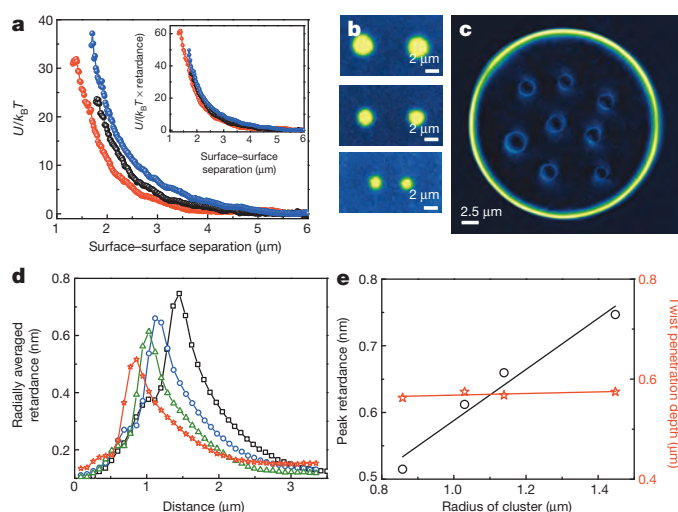 a
U/kBT
40
30
20
10
0
1
2
3
4
5
6
Surface–surface separation (μm)
U/(kBT × retardance)
60
40
20
0
1 2 3 4 5 6
Surface–surface
separation (μm)
b
2 μm
2 μm
2 μm
c
2.5 μm
d
Radially averaged
retardance (nm)
0.8
0.6
0.4
0.2
0
1
2
3
Distance (μm)
e
Peak retardance (nm)
0.8
0.7
0.6
0.5
0.8
1.0
1.2
1.4
Radius of cluster (μm)
0.8
0.6
0.4
Twist penetration depth (μm)